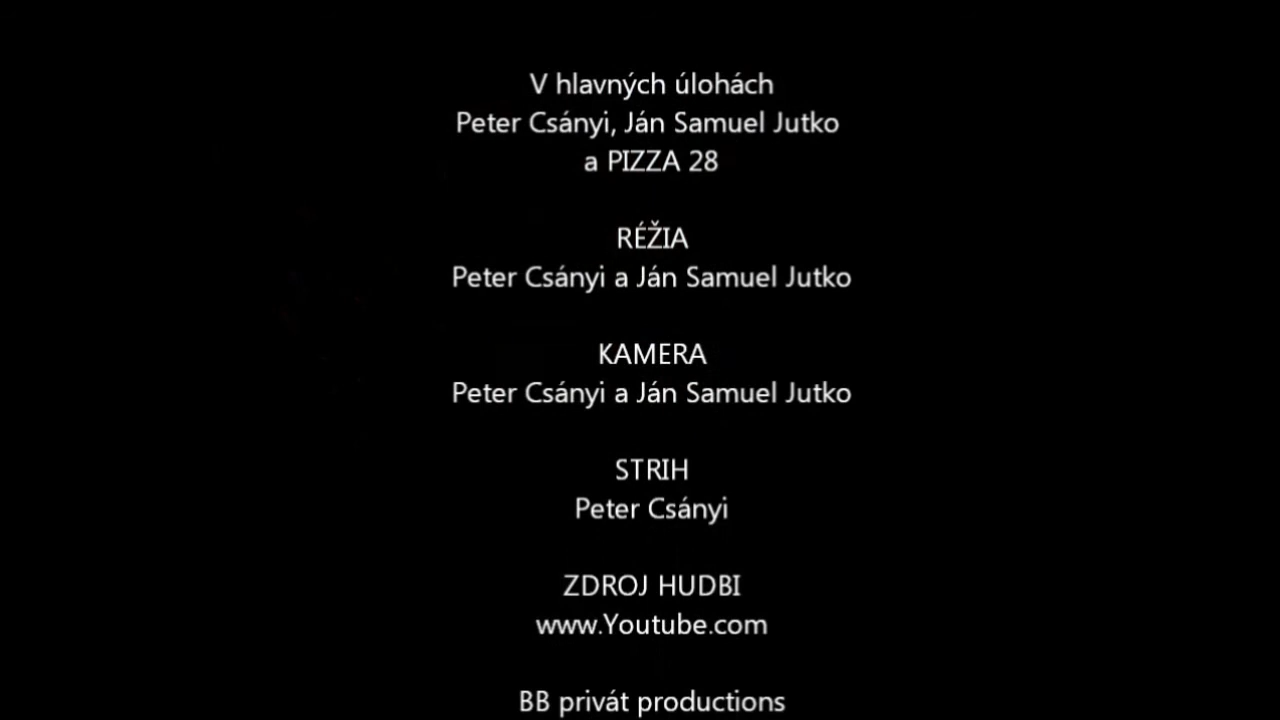 V hlavných úlohách
Peter Csányi, Ján Samuel Jutko
a PIZZA 28
RÉŽIA
Peter Csányi a Ján Samuel Jutko
KAMERA
Peter Csányi a Ján Samuel Jutko
STRIH
Peter Csányi
ZDROJ HUDBI
www.Youtube.com
BB privát productions